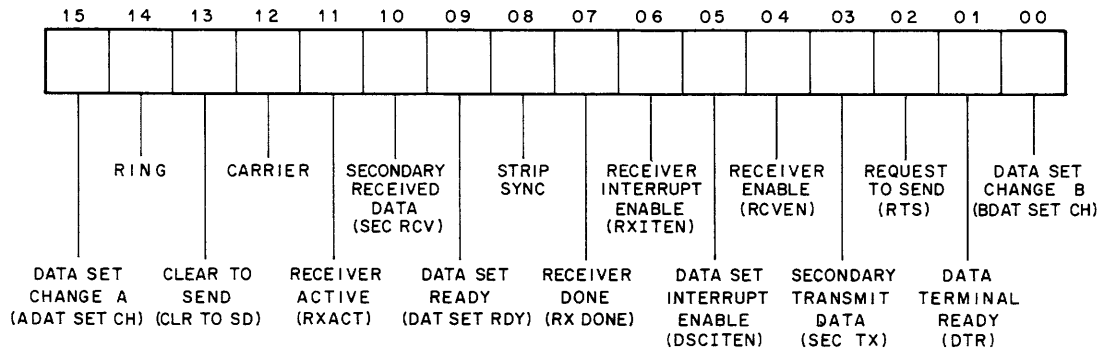 15 14 13 12 11 10 09 08 07 06 05 04 03 02 01 00
RING
CARRIER
SECONDARY
RECEIVED
DATA
(SEC RCV)
STRIP
SYNC
RECEIVER
INTERRUPT
ENABLE
(RXITEN)
RECEIVER
ENABLE
(RCVEN)
REQUEST
TO SEND
(RTS)
DATA SET
CHANGE B
(BDAT SET CH)
DATA SET
CHANGE A
(ADAT SET CH)
CLEAR TO
SEND
(CLR TO SD)
RECEIVER
ACTIVE
(RXACT)
DATA SET
READY
(DAT SET RDY)
RECEIVER
DONE
(RX DONE)
DATA SET
INTERRUPT
ENABLE
(DSCITEN)
SECONDARY
TRANSMIT
DATA
(SEC TX)
DATA
TERMINAL
READY
(DTR)